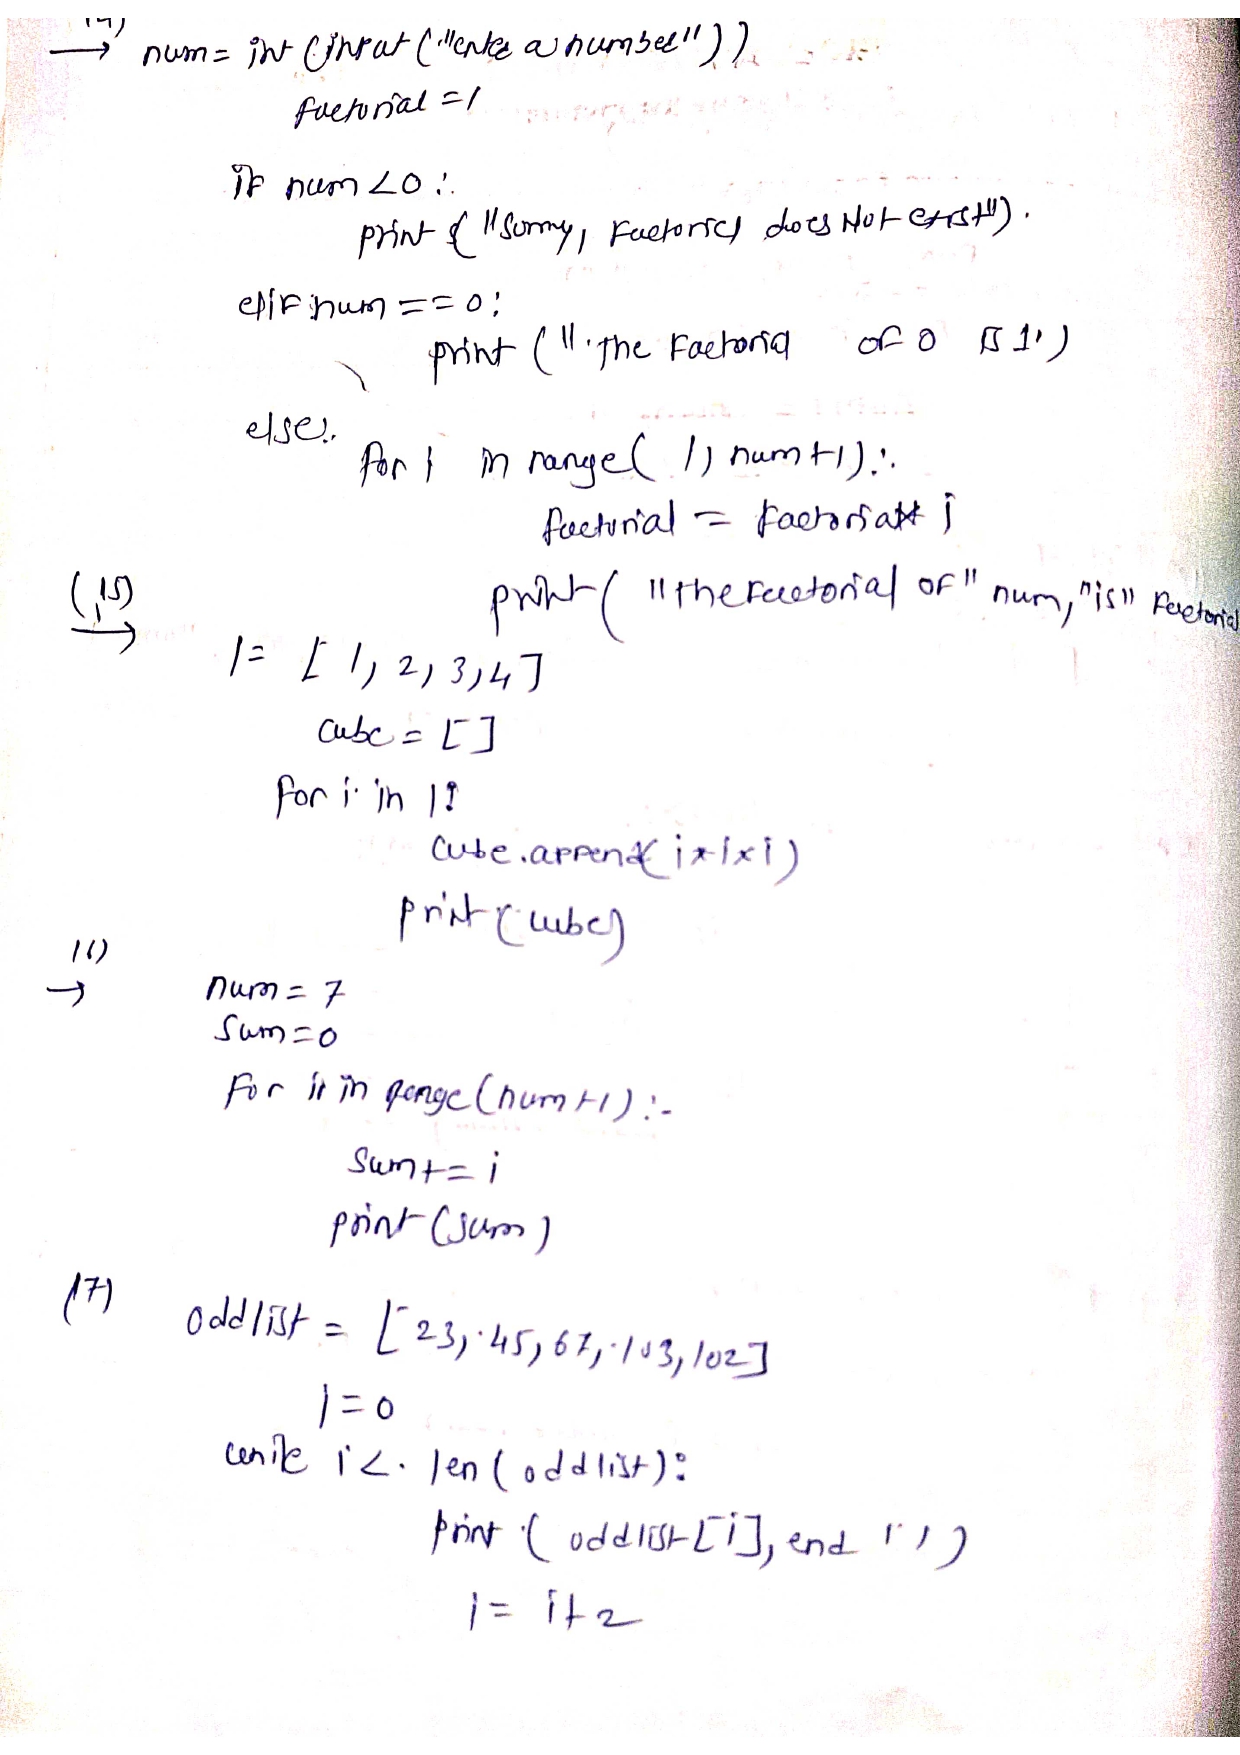 14)
→ num = int (input ("enter a number"))
factorial = 1
if num < 0 :
print ("Sorry, Factorial does Not exist").
elif num == 0:
print ("The Factorial of 0 is 1")
else:
for i in range( 1, num+1):
factorial = factorial * i
(15)
print ( "The Factorial of" num, "is" Factorial
l = [ 1, 2, 3, 4 ]
cube = [ ]
for i in l:
cube.append( i*i*i )
print (cube)
16)
→ num = 7
Sum = 0
For i in range (num+1) :-
Sum += i
print (sum)
(17) oddlist = [ 23, 45, 67, 103, 102 ]
i = 0
while i < len ( oddlist ):
print ( oddlist [i], end ' ' )
i = i + 2